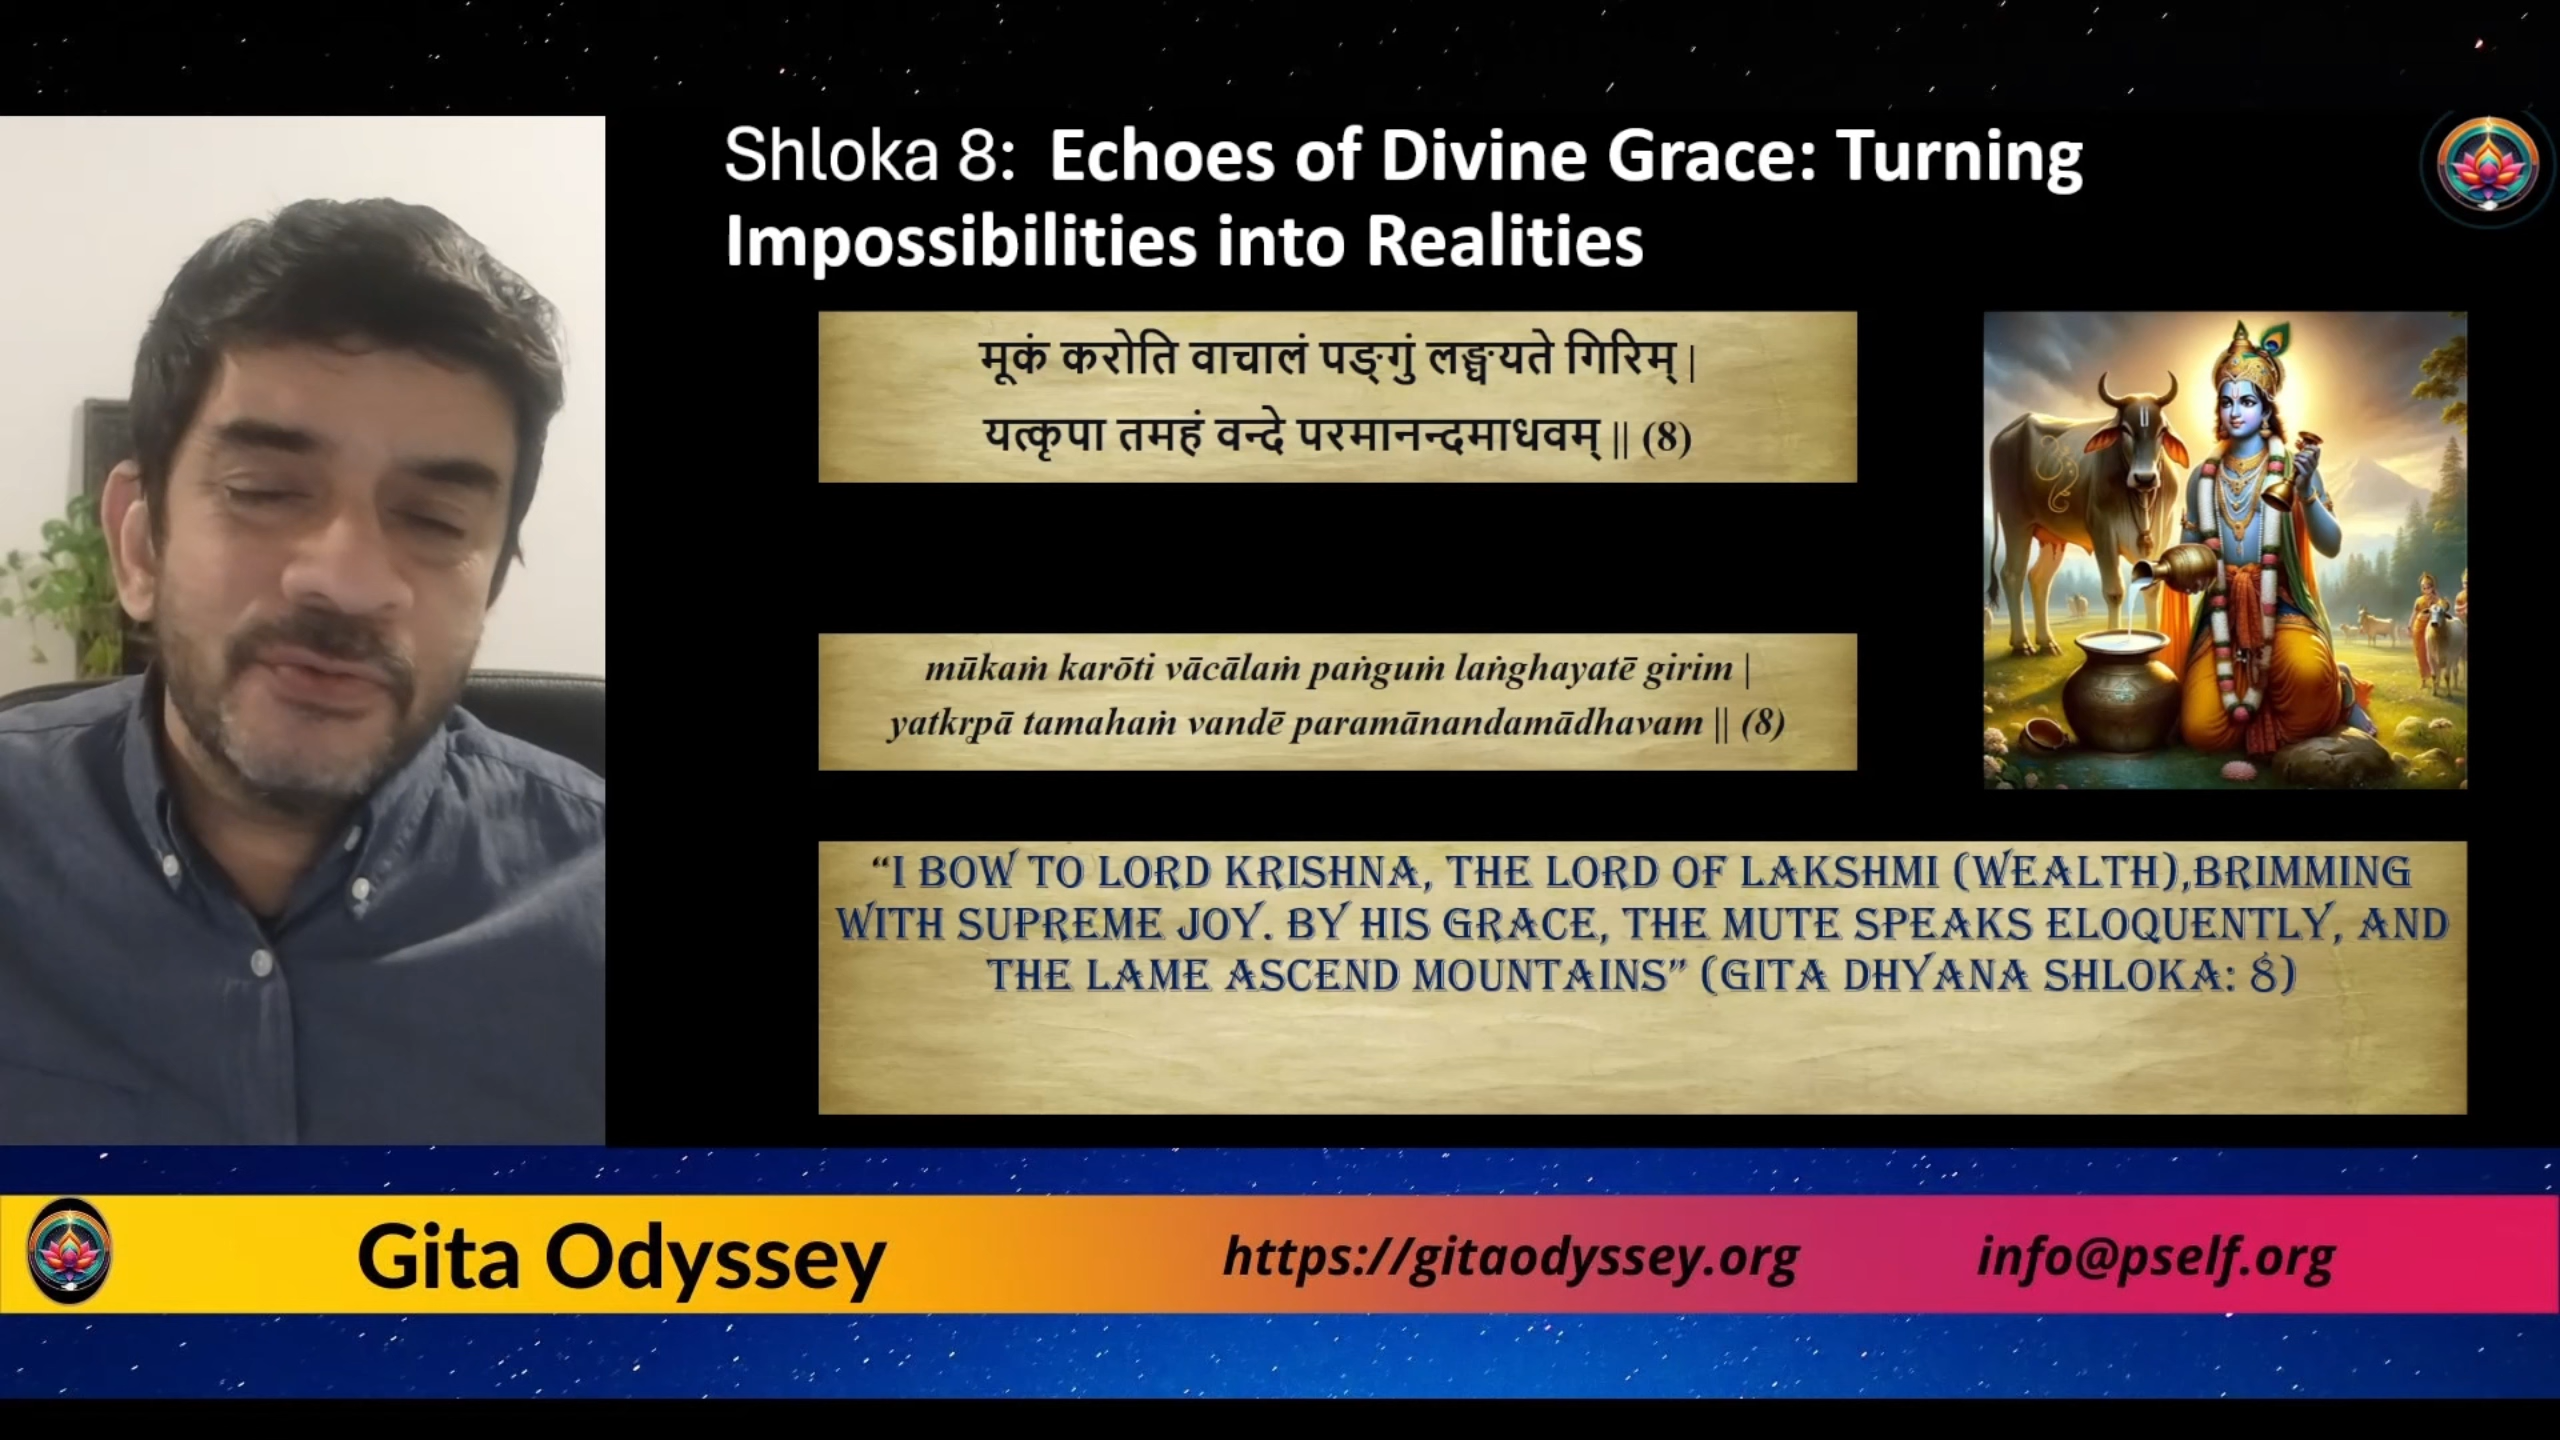 Shloka 8: Echoes of Divine Grace: Turning
Impossibilities into Realities
मूकं करोति वाचालं पङ्गुं लङ्घयते गिरिम् |
यत्कृपा तमहं वन्दे परमानन्दमाधवम् || (8)
mūkaṁ karōti vācālaṁ paṅguṁ laṅghayatē girim |
yatkṛpā tamahaṁ vandē paramānandamādhavam || (8)
“I BOW TO LORD KRISHNA, THE LORD OF LAKSHMI (WEALTH),BRIMMING
WITH SUPREME JOY. BY HIS GRACE, THE MUTE SPEAKS ELOQUENTLY, AND
THE LAME ASCEND MOUNTAINS” (GITA DHYANA SHLOKA: 8)
Gita Odyssey
https://gitaodyssey.org
info@pself.org